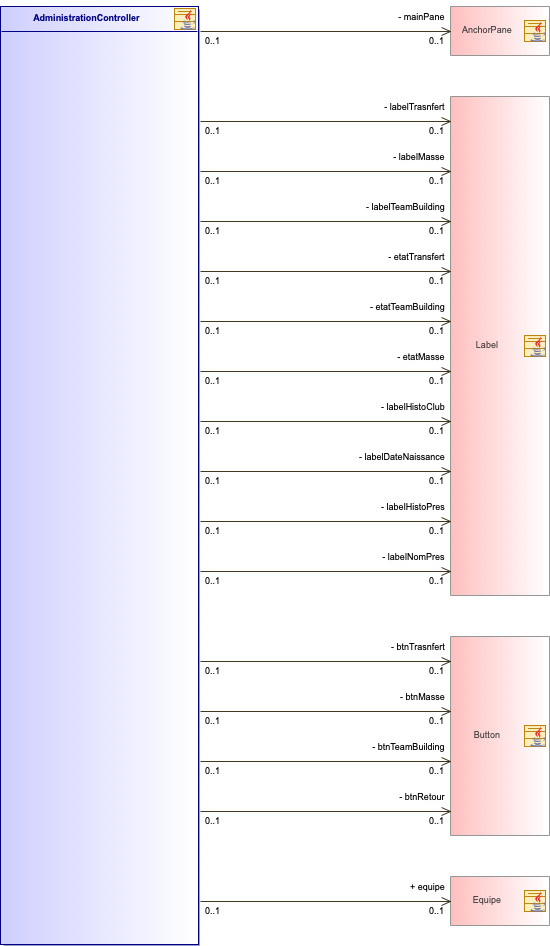 AdministrationController
- mainPane
0..1 0..1
AnchorPane
- labelTrasnfert
0..1 0..1
- labelMasse
0..1 0..1
- labelTeamBuilding
0..1 0..1
- etatTransfert
0..1 0..1
- etatTeamBuilding
0..1 0..1
Label
- etatMasse
0..1 0..1
- labelHistoClub
0..1 0..1
- labelDateNaissance
0..1 0..1
- labelHistoPres
0..1 0..1
- labelNomPres
0..1 0..1
- btnTrasnfert
0..1 0..1
- btnMasse
0..1 0..1
Button
- btnTeamBuilding
0..1 0..1
- btnRetour
0..1 0..1
+ equipe
0..1 0..1
Equipe